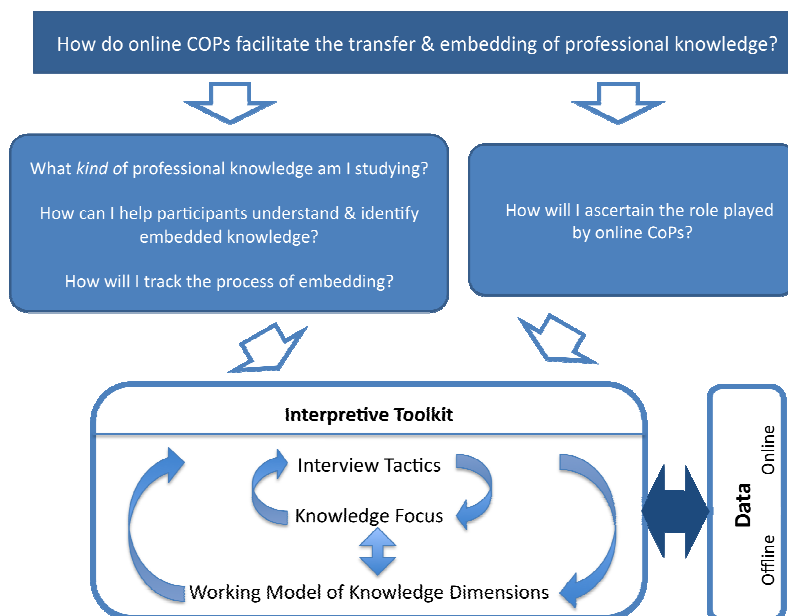 How do online COPs facilitate the transfer & embedding of professional knowledge?
What kind of professional knowledge am I studying?
How can I help participants understand & identify
embedded knowledge?
How will I track the process of embedding?
How will I ascertain the role played
by online CoPs?
Interpretive Toolkit
Interview Tactics
Knowledge Focus
Working Model of Knowledge Dimensions
Data
Online
Offline